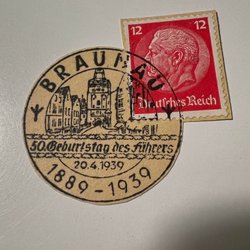 BRAUNAU
12 12
Deutsches Reich
50. Geburtstag des Führers
20.4.1939
1889-1939